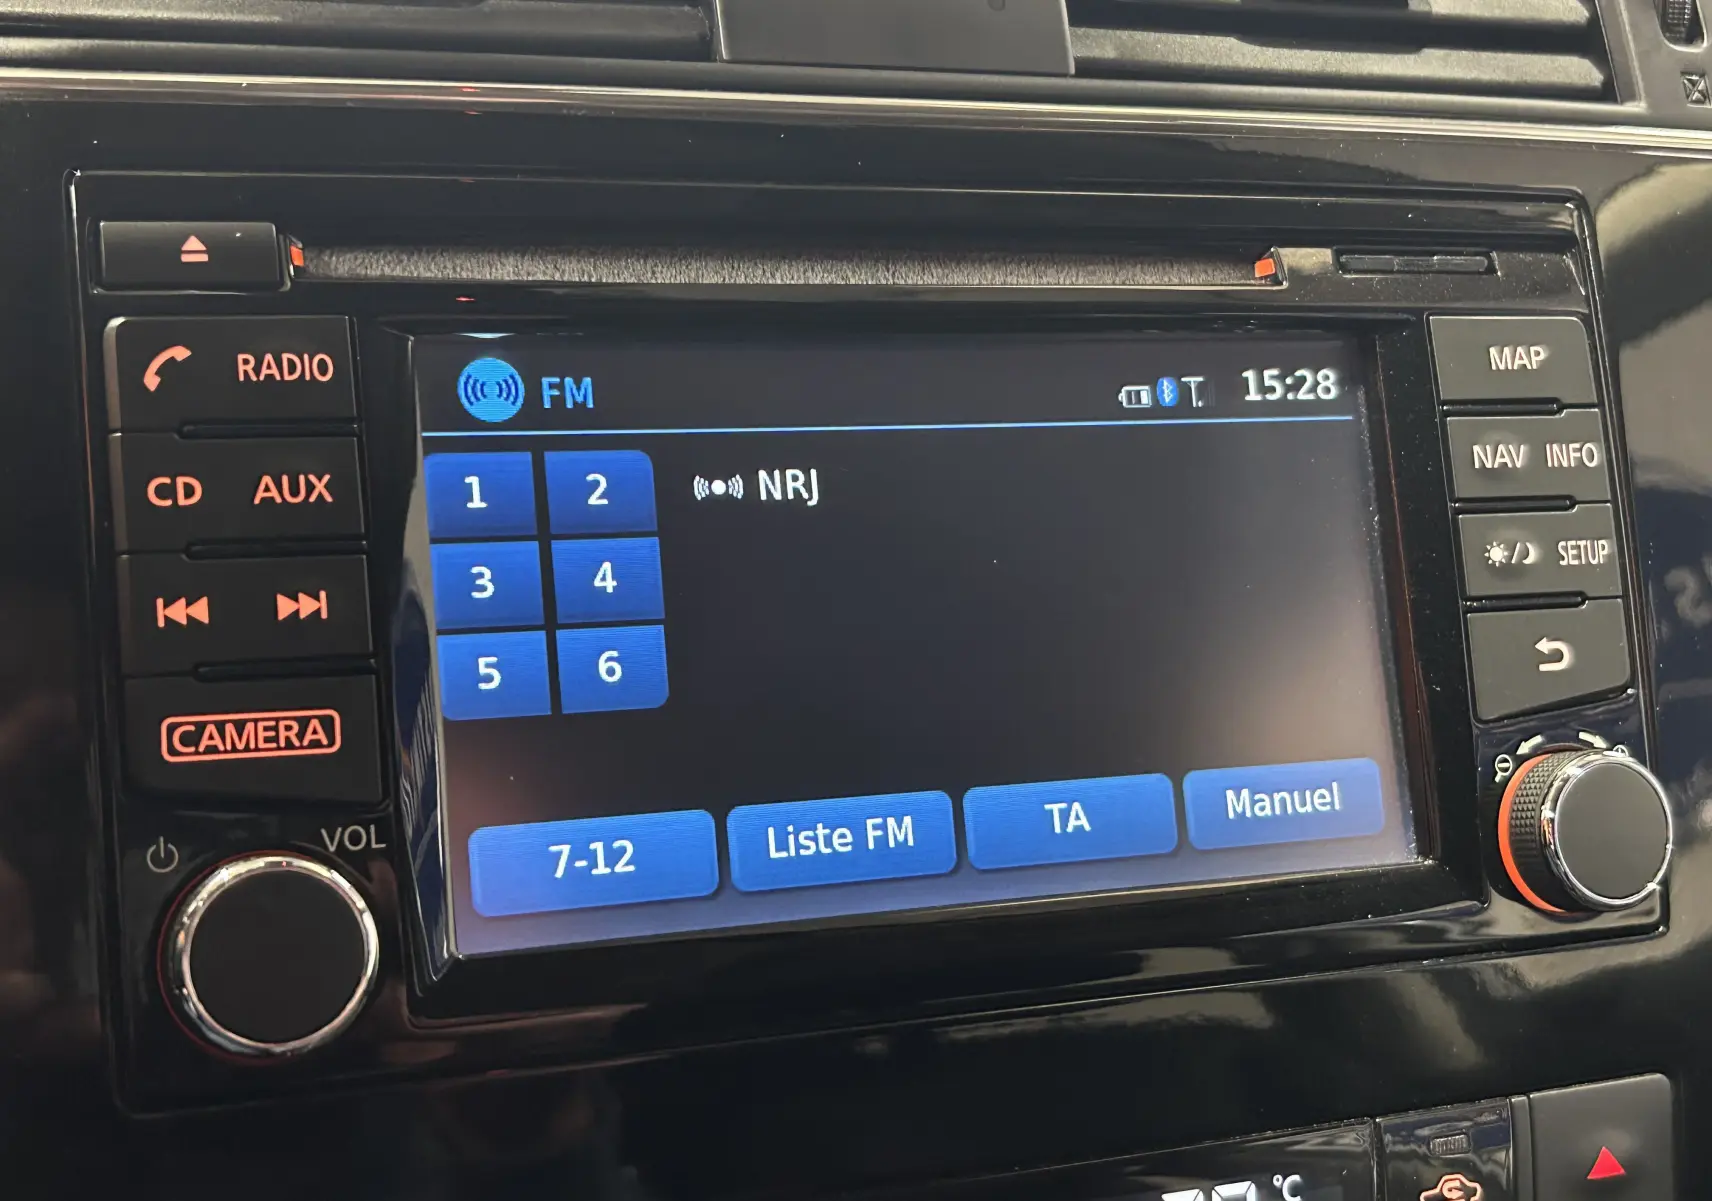 RADIO
CD AUX
CAMERA
VOL
FM 15:28
1 2 NRJ
3 4
5 6
7-12 Liste FM TA Manuel
MAP
NAV INFO
SETUP
°C